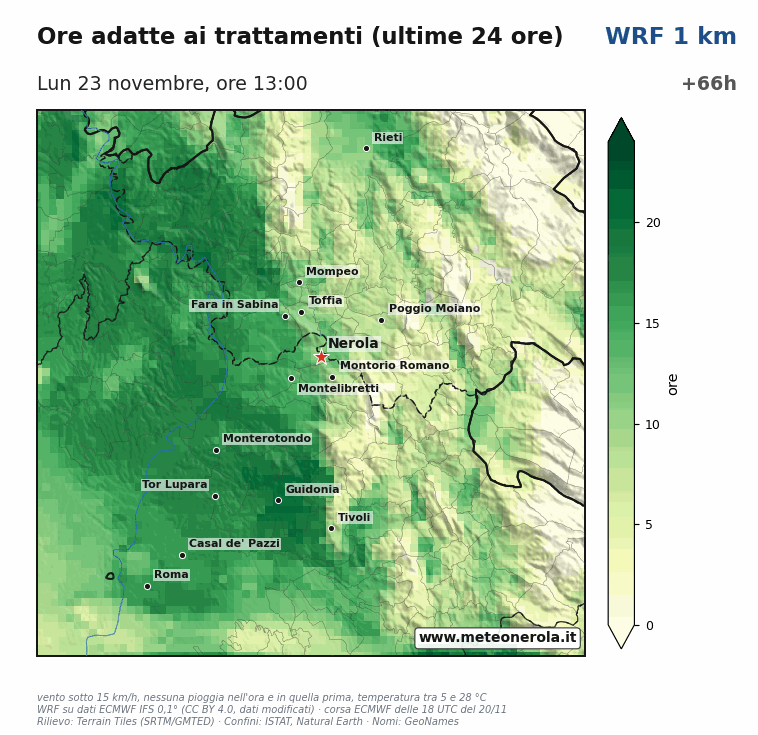 Ore adatte ai trattamenti (ultime 24 ore)
WRF 1 km
Lun 23 novembre, ore 13:00
+66h
Rieti
Mompeo
Toffia
Fara in Sabina
Poggio Moiano
Nerola
Montorio Romano
Montelibretti
Monterotondo
Tor Lupara
Guidonia
Tivoli
Casal de' Pazzi
Roma
www.meteonerola.it
20
15
10
5
0
ore
vento sotto 15 km/h, nessuna pioggia nell'ora e in quella prima, temperatura tra 5 e 28 °C
WRF su dati ECMWF IFS 0,1° (CC BY 4.0, dati modificati) · corsa ECMWF delle 18 UTC del 20/11
Rilievo: Terrain Tiles (SRTM/GMTED) · Confini: ISTAT, Natural Earth · Nomi: GeoNames